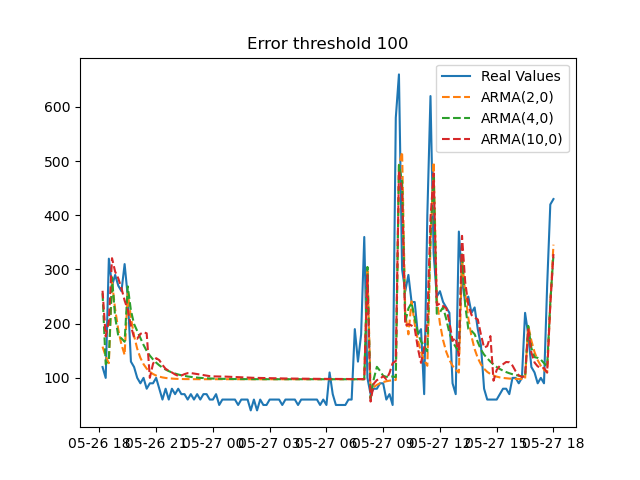 Error threshold 100
Real Values
ARMA(2,0)
ARMA(4,0)
ARMA(10,0)
600
500
400
300
200
100
05-26 18 05-26 21 05-27 00 05-27 03 05-27 06 05-27 09 05-27 12 05-27 15 05-27 18